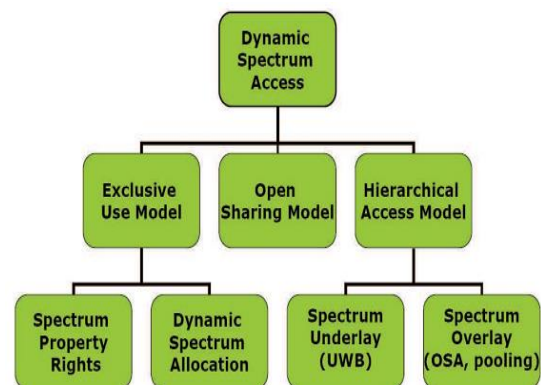 Dynamic
Spectrum
Access
Exclusive
Use Model
Open
Sharing Model
Hierarchical
Access Model
Spectrum
Property
Rights
Dynamic
Spectrum
Allocation
Spectrum
Underlay
(UWB)
Spectrum
Overlay
(OSA, pooling)